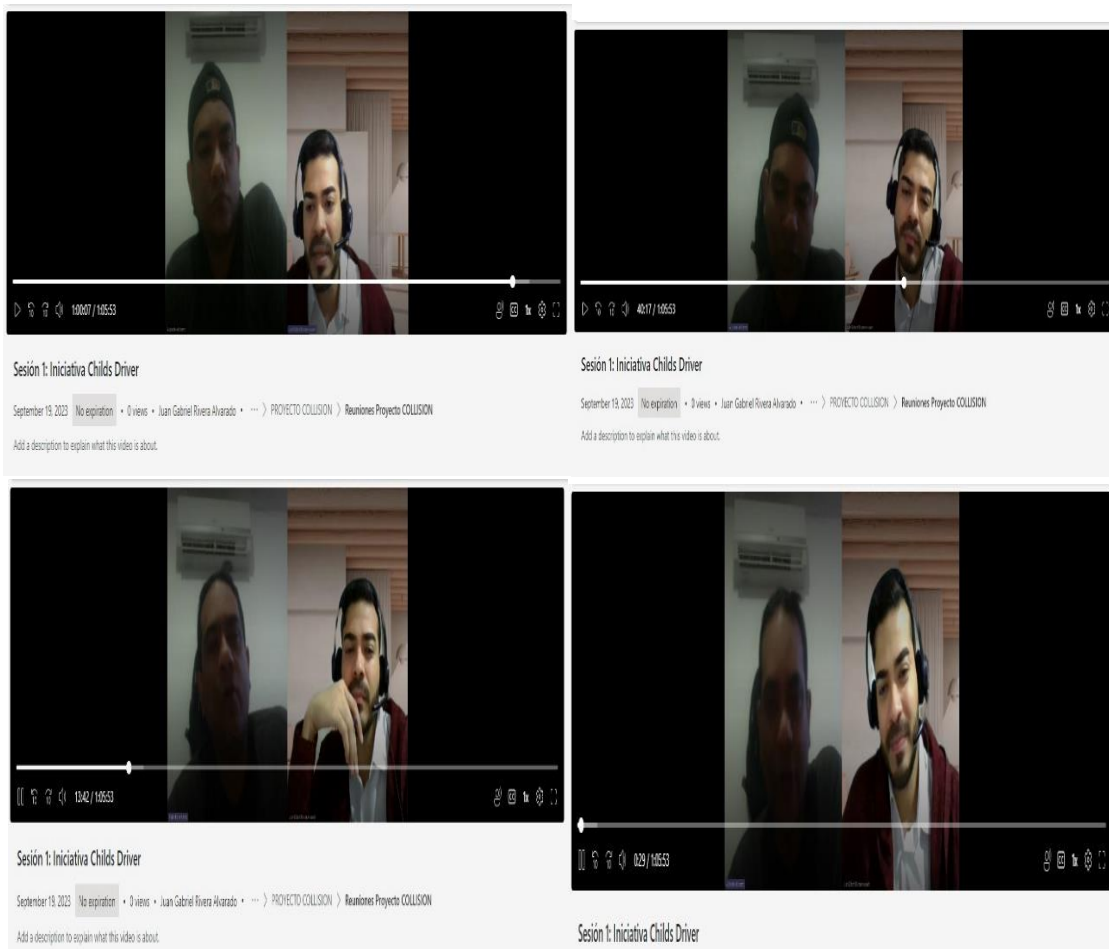 1:00:07 / 1:05:53
1x
Sesión 1: Iniciativa Childs Driver
September 19, 2023 No expiration • 0 views • Juan Gabriel Rivera Alvarado • ··· > PROYECTO COLLISION > Reuniones Proyecto COLLISION
Add a description to explain what this video is about.
40:17 / 1:05:53
1x
Sesión 1: Iniciativa Childs Driver
September 19, 2023 No expiration • 0 views • Juan Gabriel Rivera Alvarado • ··· > PROYECTO COLLISION > Reuniones Proyecto COLLISION
Add a description to explain what this video is about.
13:42 / 1:05:53
1x
Sesión 1: Iniciativa Childs Driver
September 19, 2023 No expiration • 0 views • Juan Gabriel Rivera Alvarado • ··· > PROYECTO COLLISION > Reuniones Proyecto COLLISION
Add a description to explain what this video is about.
0:29 / 1:05:53
1x
Sesión 1: Iniciativa Childs Driver